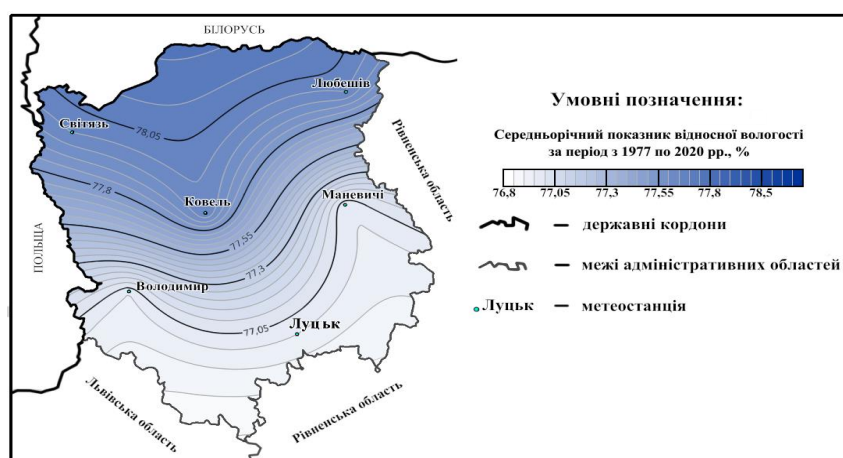 БІЛОРУСЬ
Любешів
78,05
Світязь
Рівненська область
77,8
Ковель
Маневичі
77,55
ПОЛЬЩА
77,3
Володимир
77,05
Луцьк
Львівська область
Рівненська область
Умовні позначення:
Середньорічний показник відносної вологості
за період з 1977 по 2020 рр., %
76,8 77,05 77,3 77,55 77,8 78,5
– державні кордони
– межі адміністративних областей
Луцьк – метеостанція